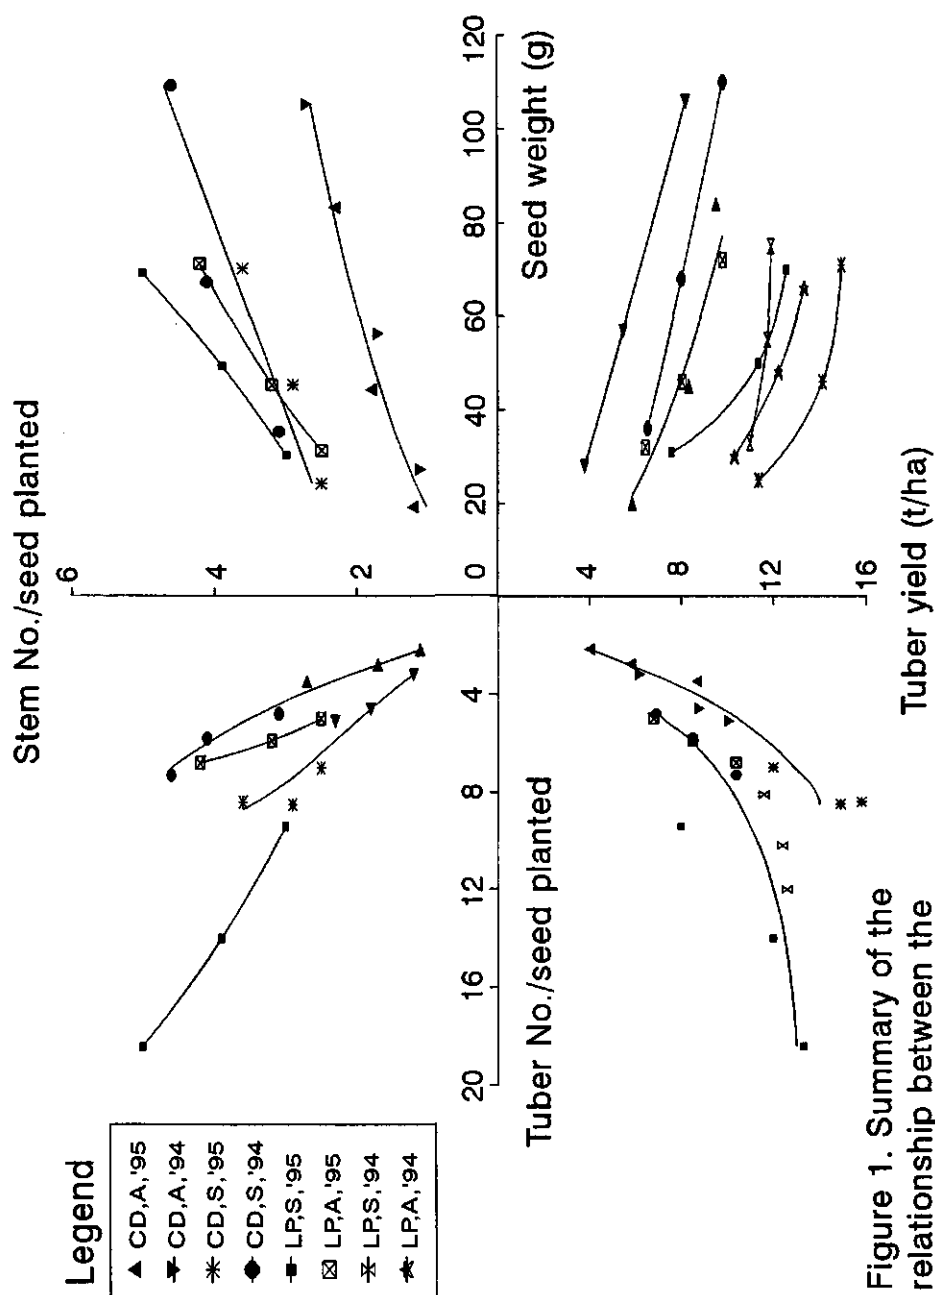 Stem No./seed planted
6
4
2
0
20
40
60
80
100
120
Seed weight (g)
20
16
12
8
4
Tuber No./seed planted
4
8
12
16
Tuber yield (t/ha)
Legend
CD,A,'95
CD,A,'94
CD,S,'95
CD,S,'94
LP,S,'95
LP,A,'95
LP,S,'94
LP,A,'94
Figure 1. Summary of the
relationship between the